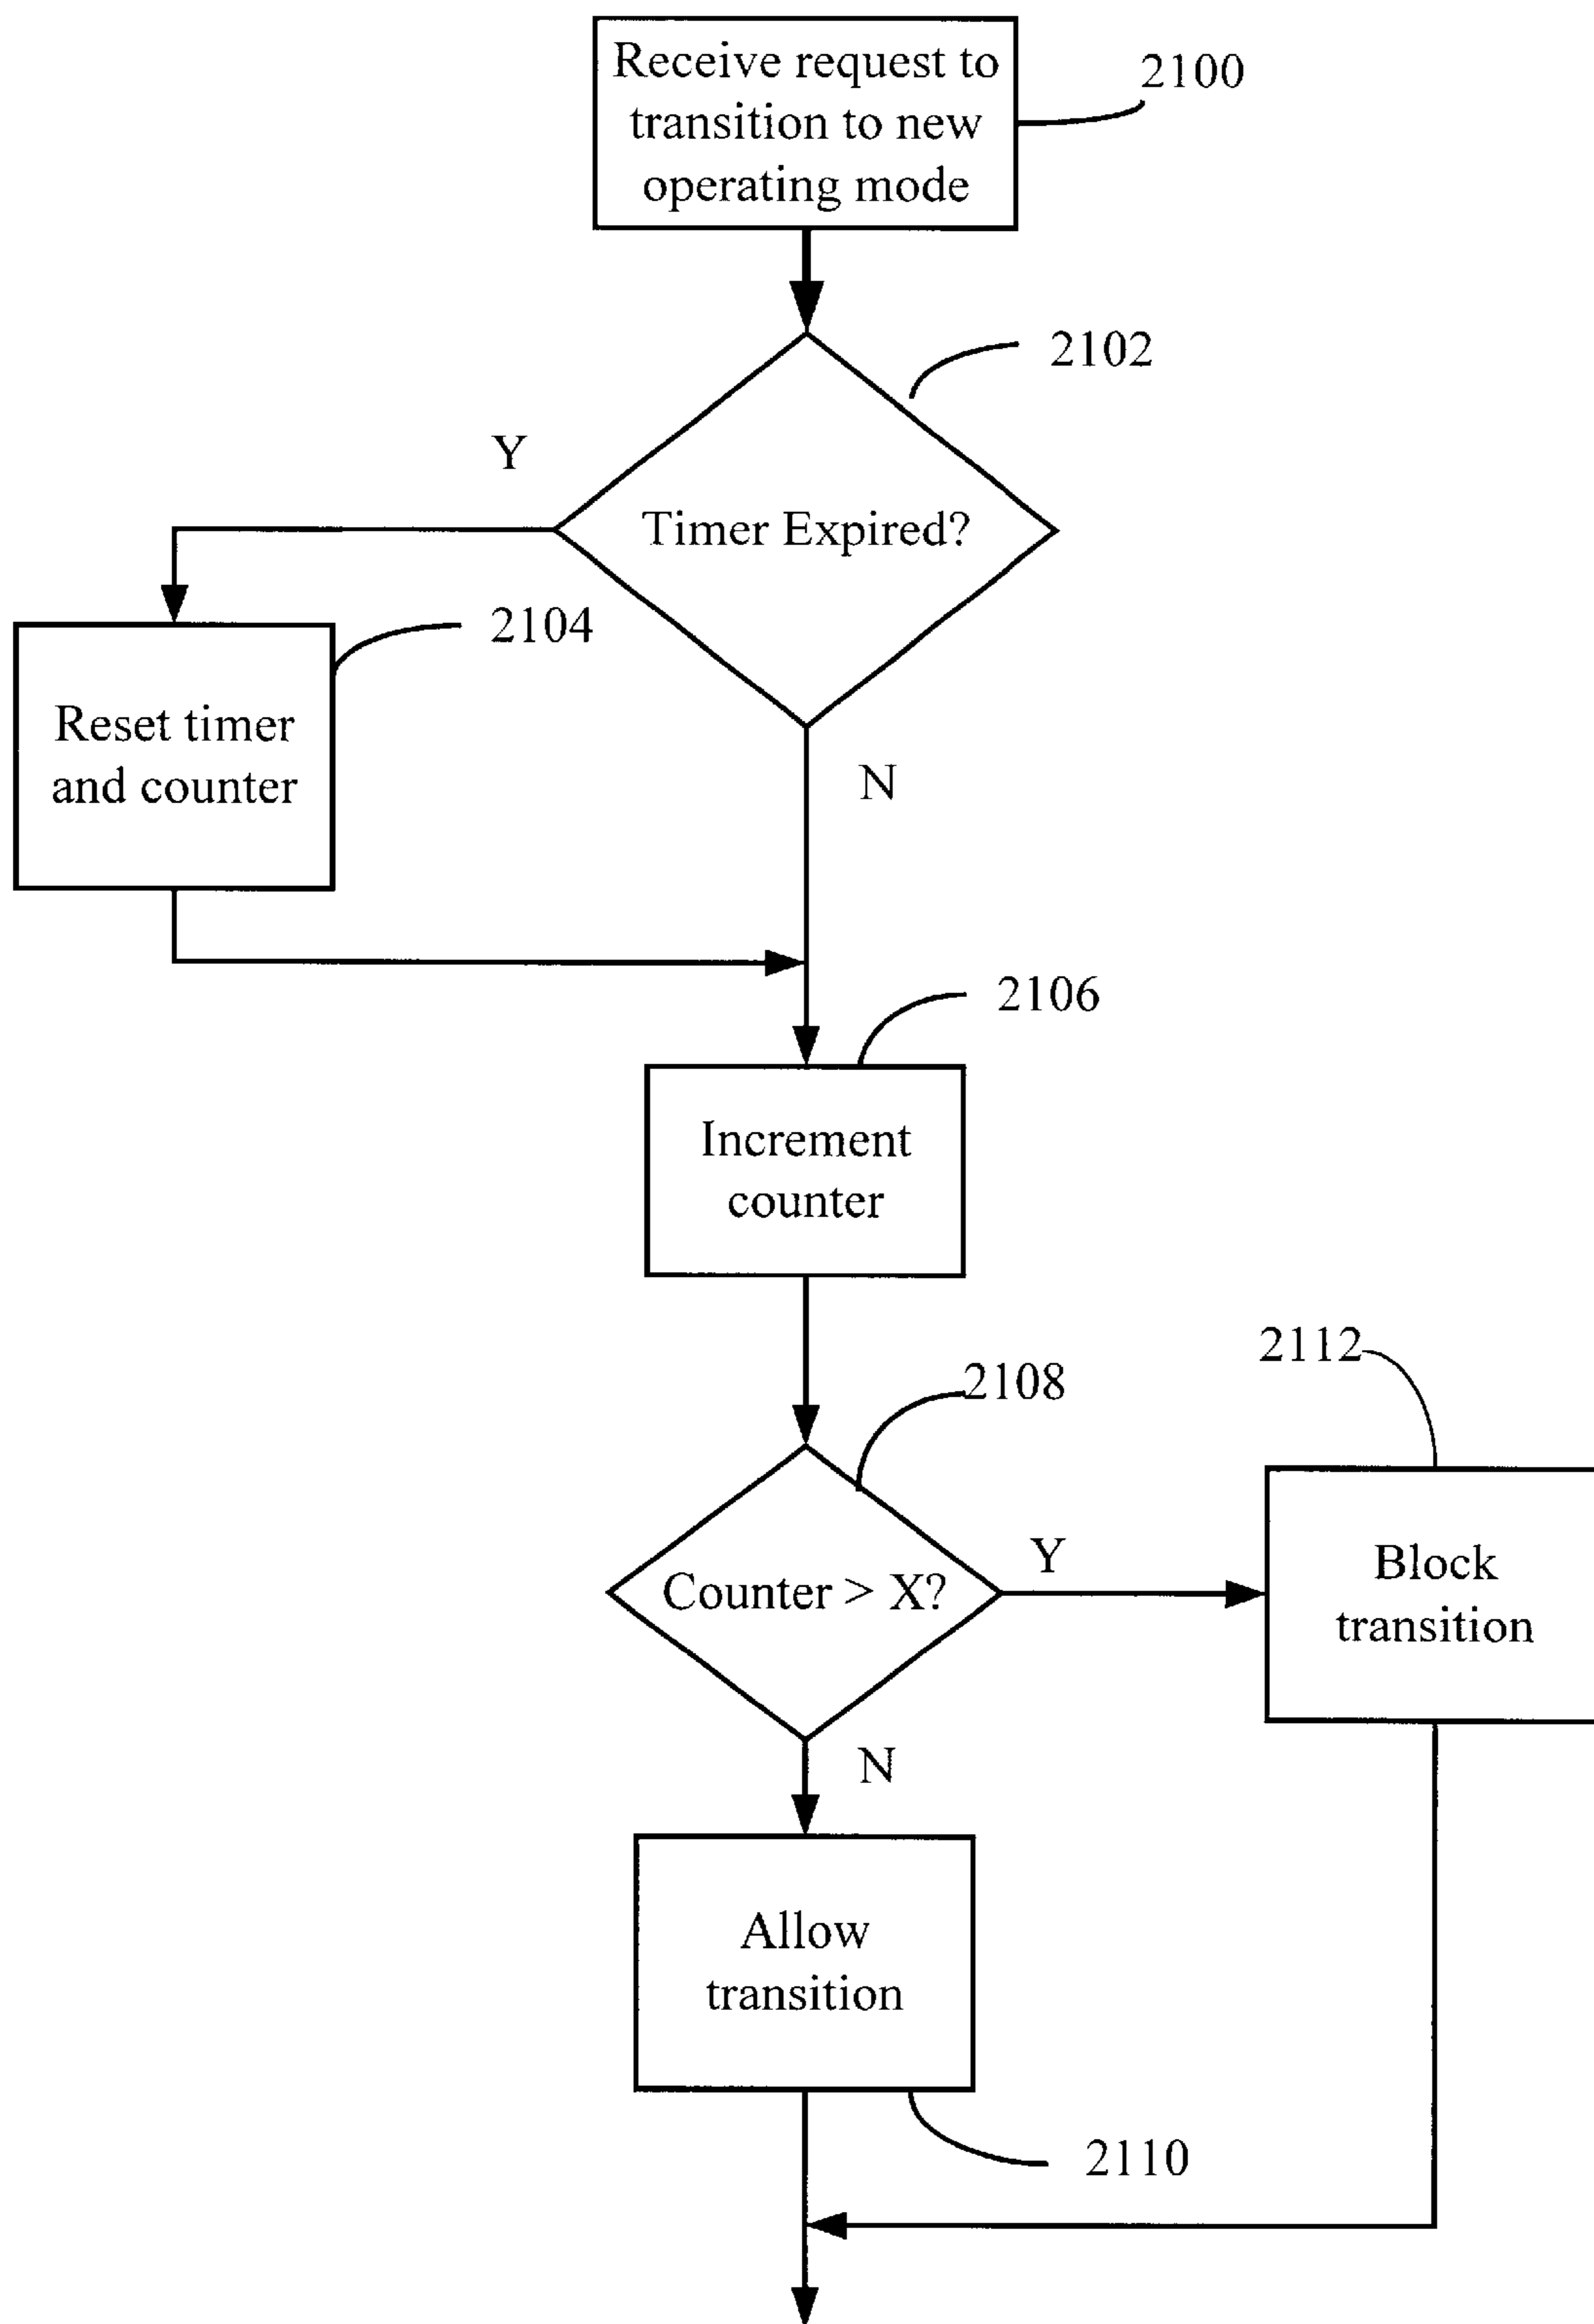 Receive request to
transition to new
operating mode
2100
2102
Y
Timer Expired?
2104
Reset timer
and counter
N
2106
Increment
counter
2108
2112
Counter > X?
Y
Block
transition
N
Allow
transition
2110